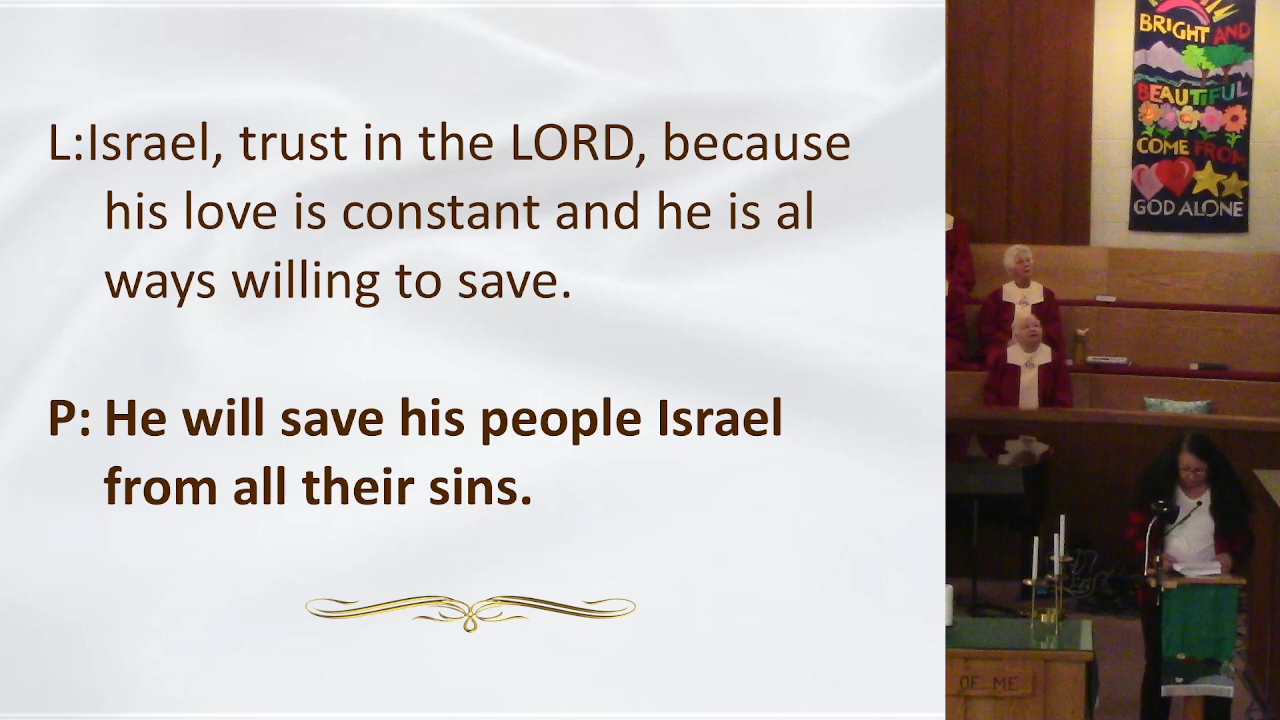 L:Israel, trust in the LORD, because
his love is constant and he is al
ways willing to save.
P: He will save his people Israel
from all their sins.
BRIGHT AND
BEAUTIFUL
COME FROM
GOD ALONE
OF ME